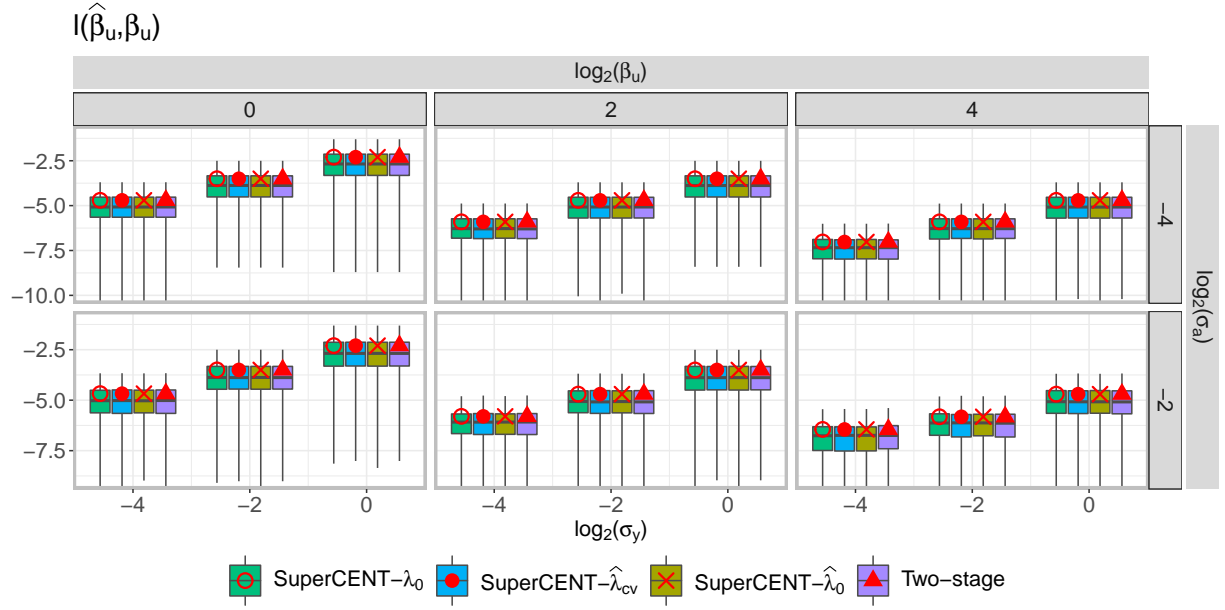 l(β̂ᵤ,βᵤ)
log₂(βᵤ)
0 2 4
−2.5
−5.0
−7.5
−10.0
−4
−2.5
−5.0
−7.5
−2
log₂(σₐ)
−4 −2 0 −4 −2 0 −4 −2 0
log₂(σ_y)
SuperCENT−λ₀ SuperCENT−λ̂_cv SuperCENT−λ̂₀ Two−stage